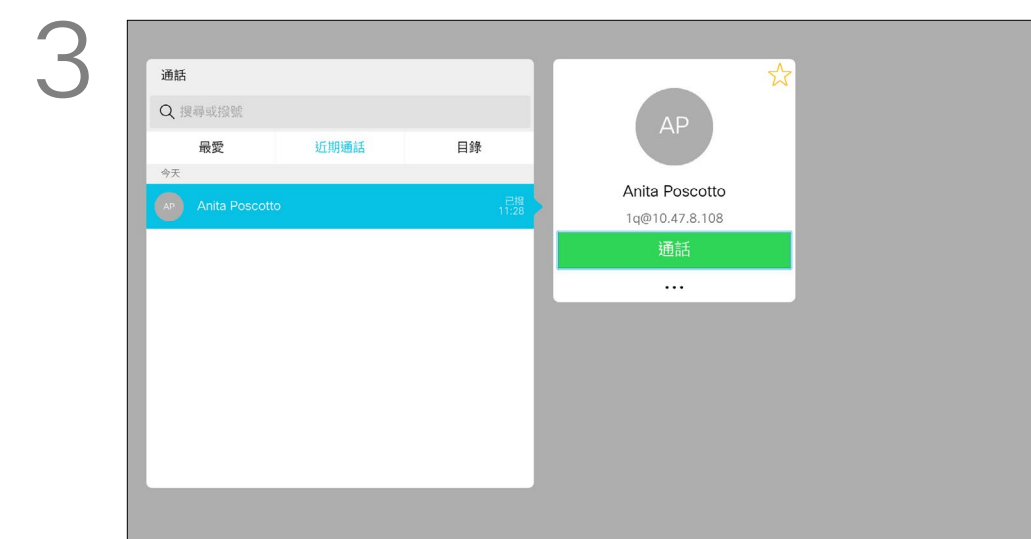 3
通話
搜尋或撥號
最愛 近期通話 目錄
今天
AP Anita Poscotto 已撥
11:28
AP
Anita Poscotto
1q@10.47.8.108
通話
...